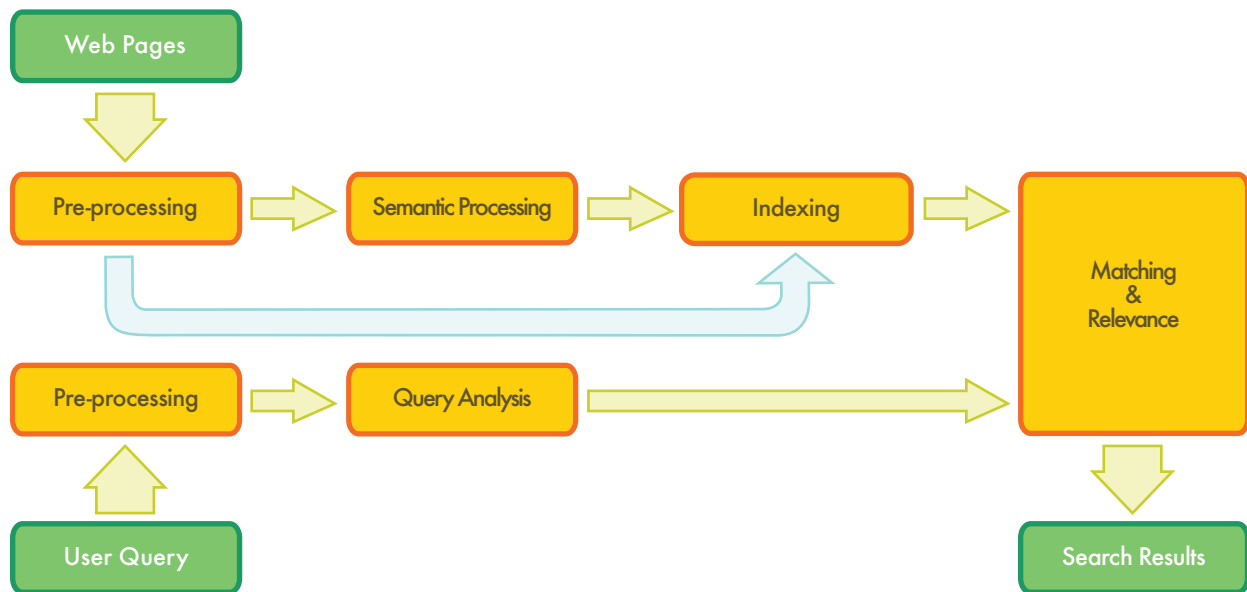 Web Pages
Pre-processing
Semantic Processing
Indexing
Matching
&
Relevance
Pre-processing
Query Analysis
User Query
Search Results